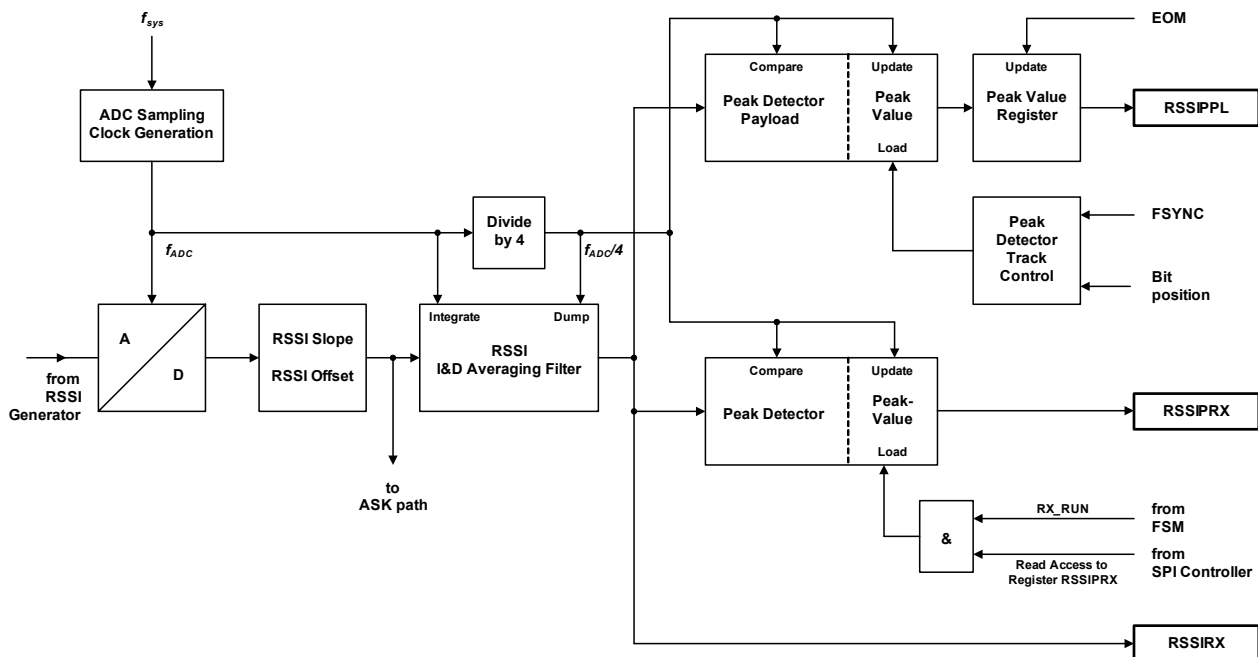 f_sys
EOM
ADC Sampling
Clock Generation
Compare
Peak Detector
Payload
Update
Peak
Value
Load
Update
Peak Value
Register
RSSIPPL
Divide
by 4
f_ADC
f_ADC/4
Peak
Detector
Track
Control
FSYNC
Bit
position
A
D
from
RSSI
Generator
RSSI Slope
RSSI Offset
Integrate
Dump
RSSI
I&D Averaging Filter
to
ASK path
Compare
Peak Detector
Update
Peak-
Value
Load
RSSIPRX
&
RX_RUN
from
FSM
Read Access to
Register RSSIPRX
from
SPI Controller
RSSIRX